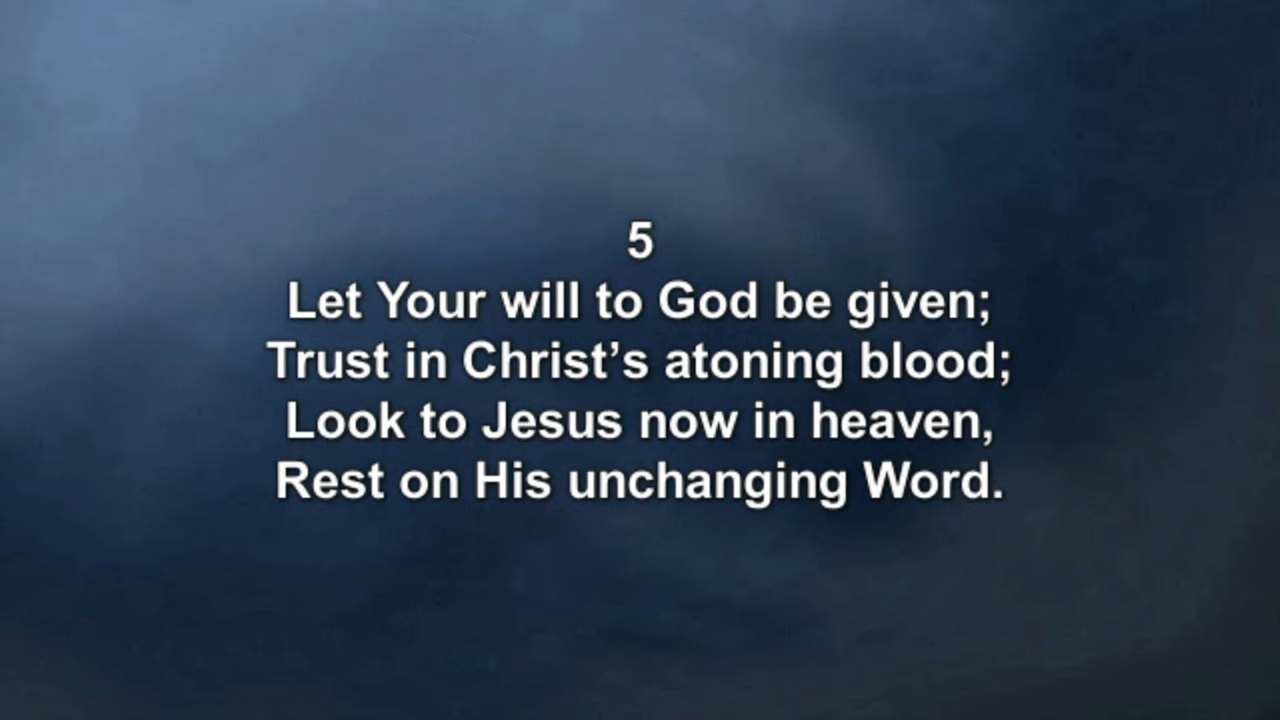 5
Let Your will to God be given;
Trust in Christ’s atoning blood;
Look to Jesus now in heaven,
Rest on His unchanging Word.